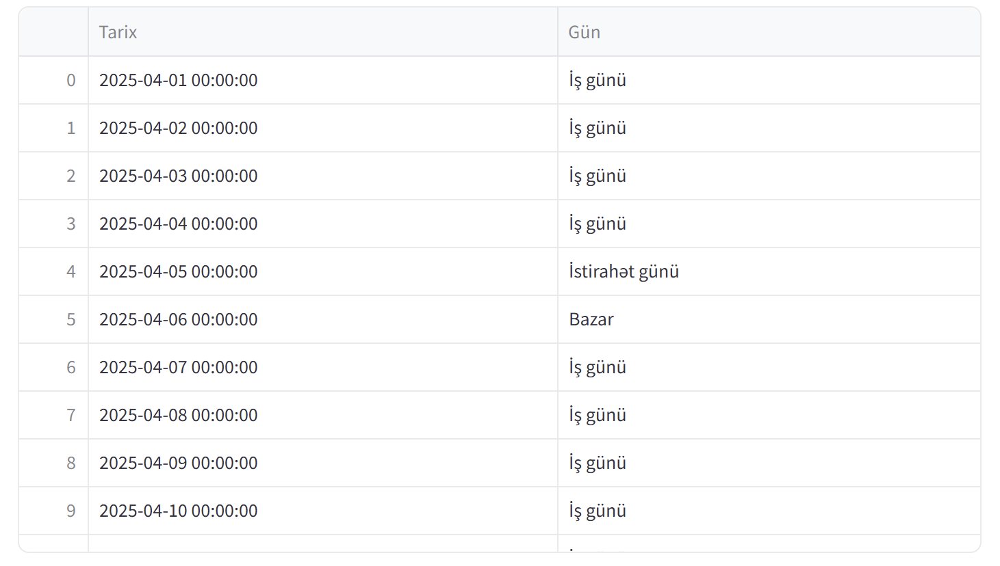 Tarix Gün
0 2025-04-01 00:00:00 İş günü
1 2025-04-02 00:00:00 İş günü
2 2025-04-03 00:00:00 İş günü
3 2025-04-04 00:00:00 İş günü
4 2025-04-05 00:00:00 İstirahət günü
5 2025-04-06 00:00:00 Bazar
6 2025-04-07 00:00:00 İş günü
7 2025-04-08 00:00:00 İş günü
8 2025-04-09 00:00:00 İş günü
9 2025-04-10 00:00:00 İş günü